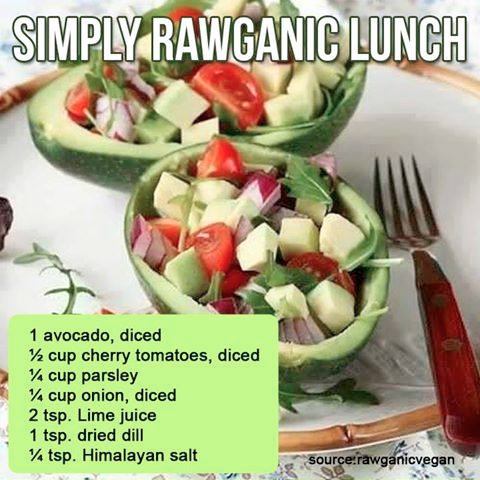 SIMPLY RAWGANIC LUNCH
1 avocado, diced
½ cup cherry tomatoes, diced
¼ cup parsley
¼ cup onion, diced
2 tsp. Lime juice
1 tsp. dried dill
¼ tsp. Himalayan salt
source:rawganicvegan